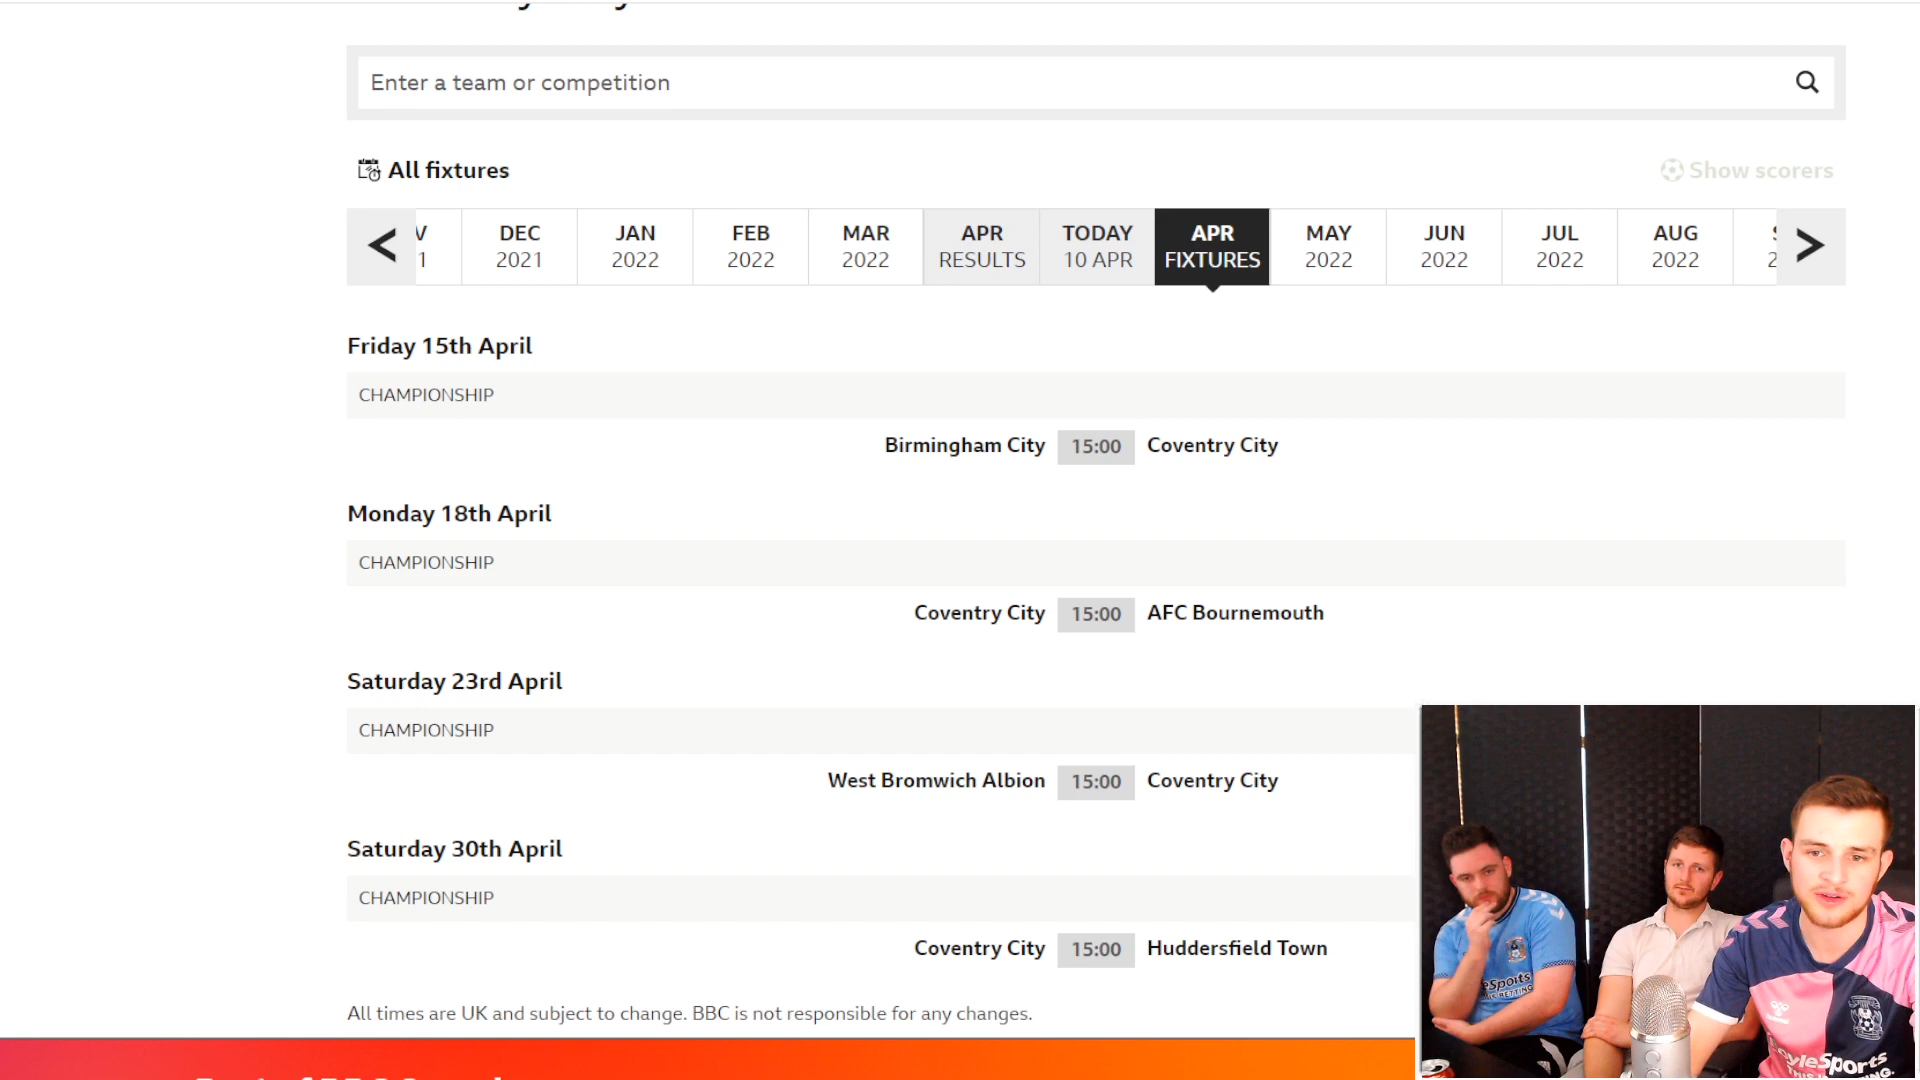 Enter a team or competition
All fixtures
Show scorers
DEC 2021
JAN 2022
FEB 2022
MAR 2022
APR RESULTS
TODAY 10 APR
APR FIXTURES
MAY 2022
JUN 2022
JUL 2022
AUG 2022
Friday 15th April
CHAMPIONSHIP
Birmingham City 15:00 Coventry City
Monday 18th April
CHAMPIONSHIP
Coventry City 15:00 AFC Bournemouth
Saturday 23rd April
CHAMPIONSHIP
West Bromwich Albion 15:00 Coventry City
Saturday 30th April
CHAMPIONSHIP
Coventry City 15:00 Huddersfield Town
All times are UK and subject to change. BBC is not responsible for any changes.